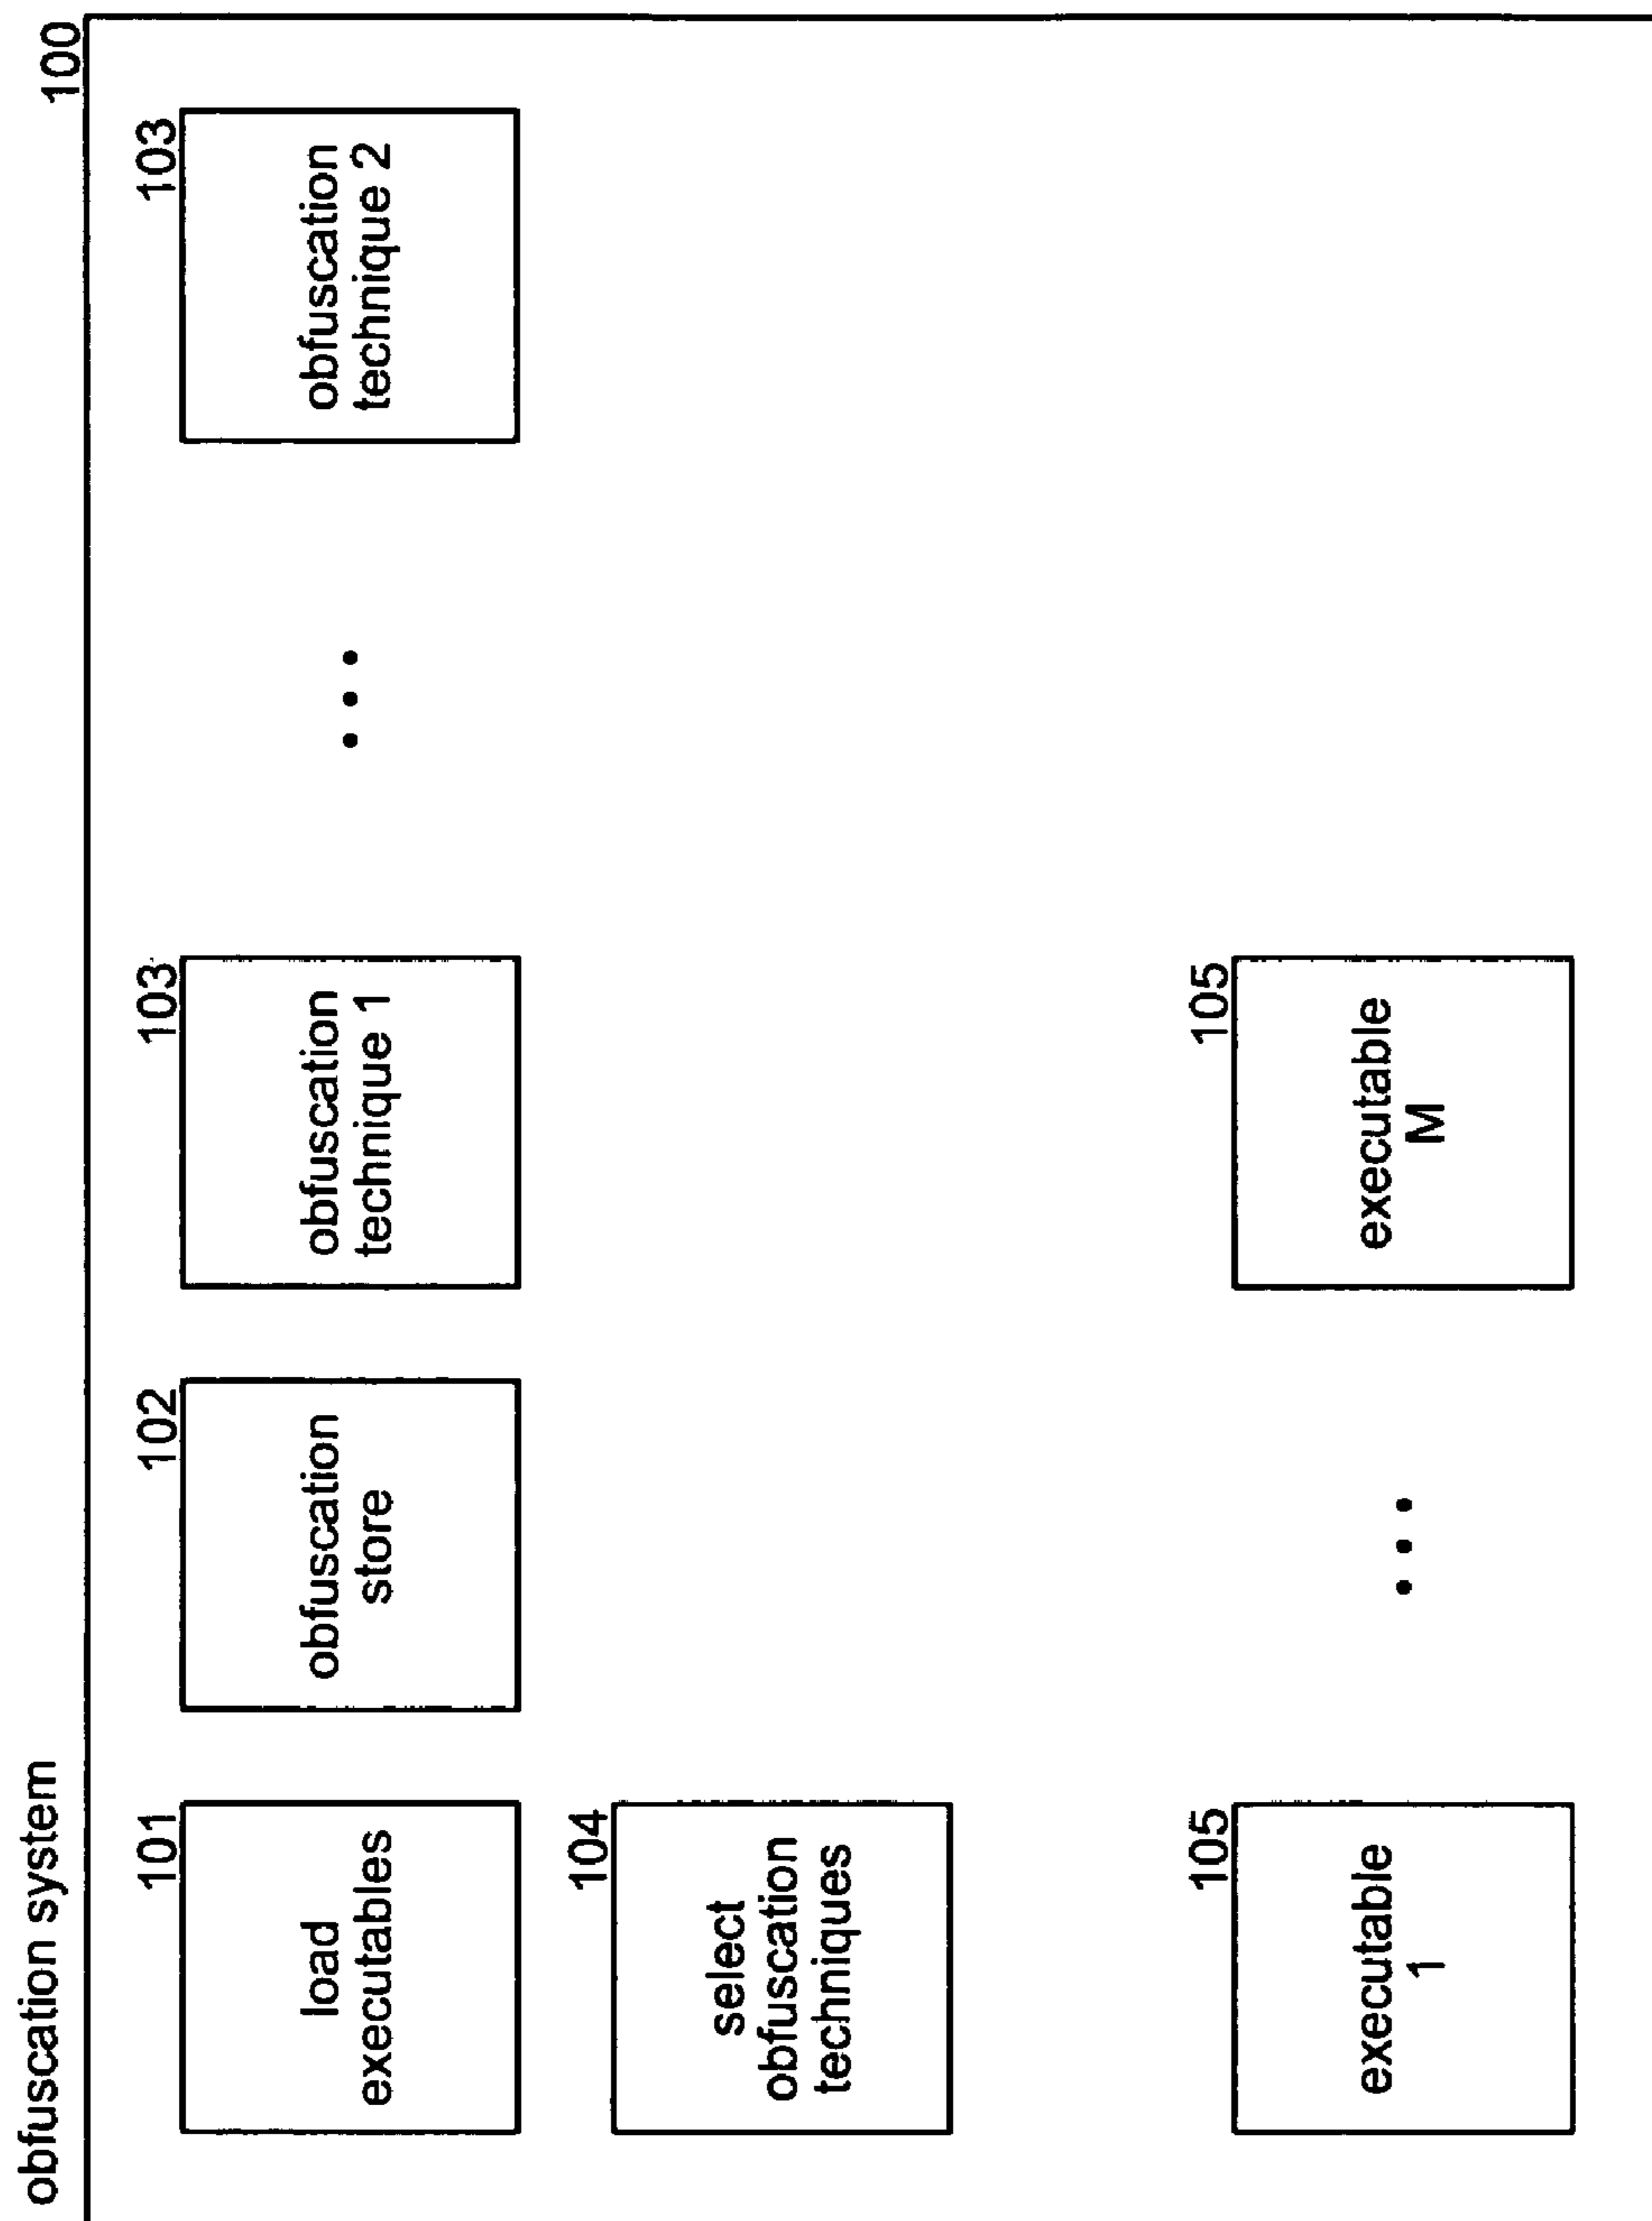 obfuscation system
100
101
load
executables
102
obfuscation
store
103
obfuscation
technique 1
...
103
obfuscation
technique 2
104
select
obfuscation
techniques
105
executable
1
...
105
executable
M